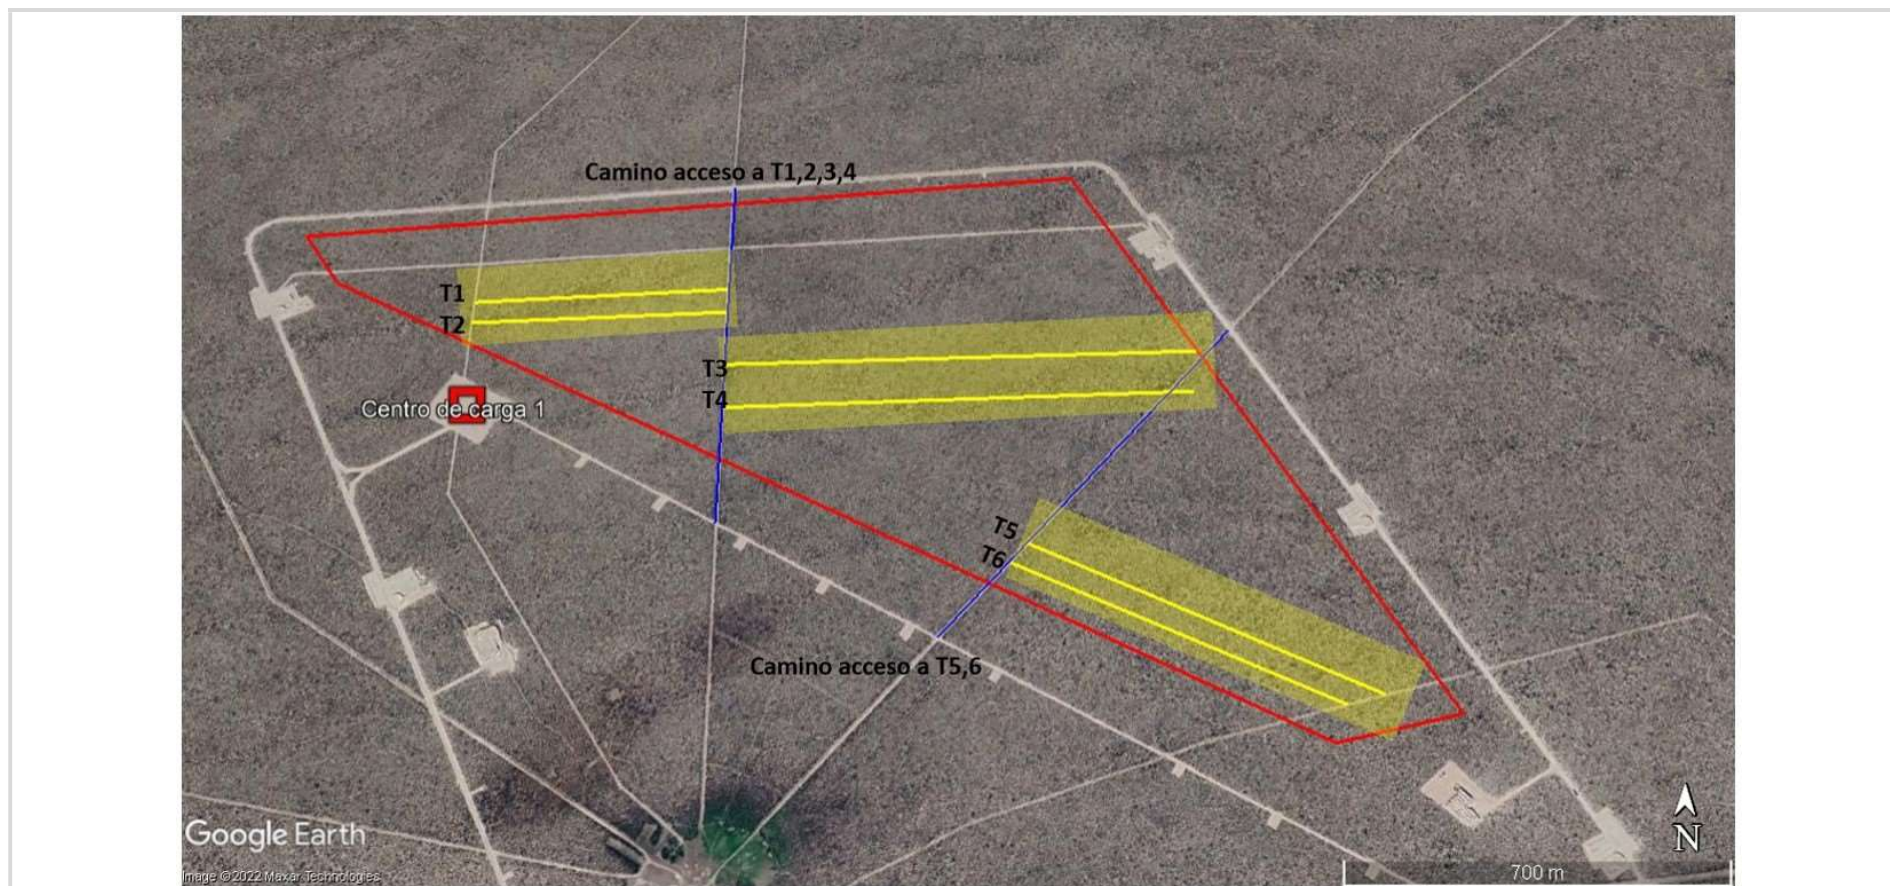 Camino acceso a T1,2,3,4
T1
T2
T3
T4
Centro de carga 1
T5
T6
Camino acceso a T5,6
Google Earth
N
700 m
Image ©2022 Maxar Technologies